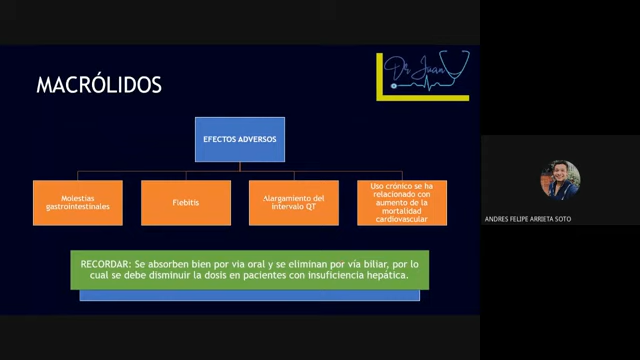 MACRÓLIDOS
Dr. Juan
EFECTOS ADVERSOS
Molestias
gastrointestinales
Flebitis
Alargamiento del
intervalo QT
Uso crónico se ha
relacionado con
aumento de la
mortalidad
cardiovascular
RECORDAR: Se absorben bien por via oral y se eliminan por vía biliar, por lo
cual se debe disminuir la dosis en pacientes con insuficiencia hepática.
ANDRES FELIPE ARRIETA SOTO